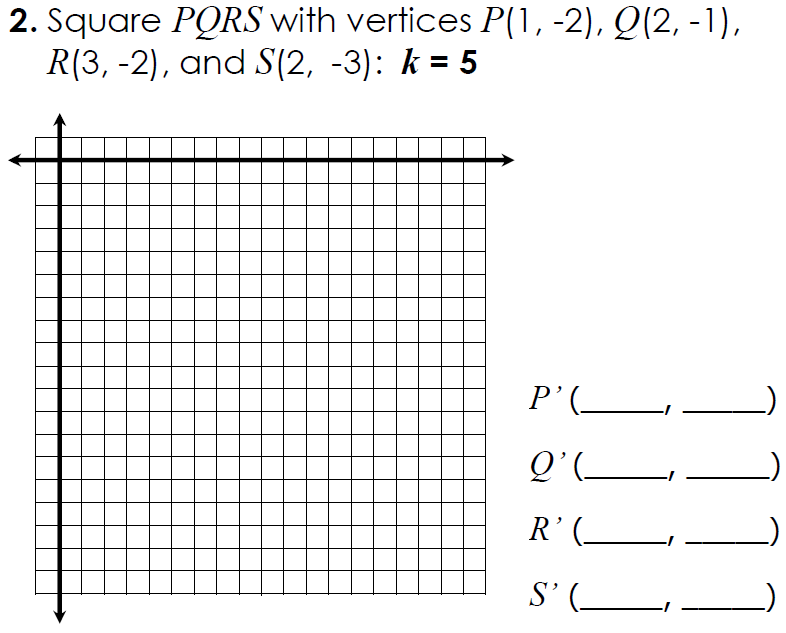 2. Square PQRS with vertices P(1, -2), Q(2, -1),
R(3, -2), and S(2, -3): k = 5
P’(_____, _____)
Q’(_____, _____)
R’(_____, _____)
S’(_____, _____)